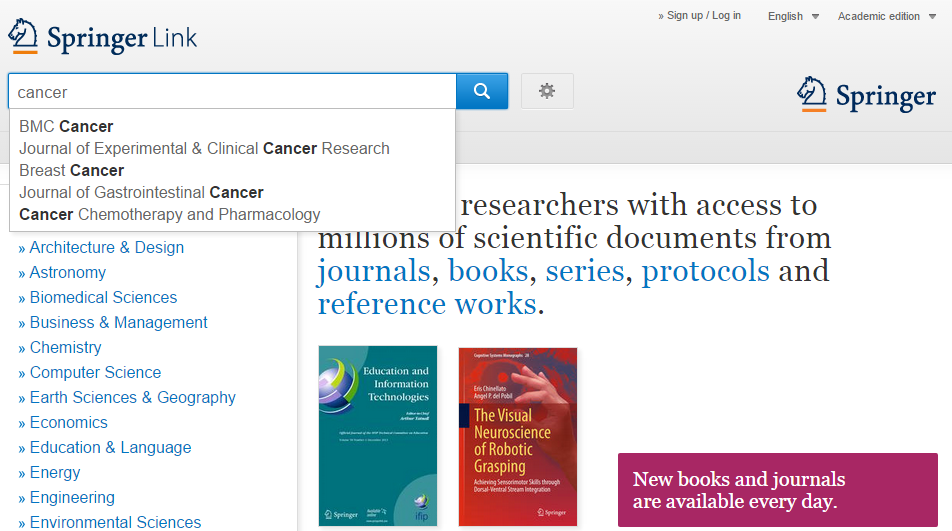 » Sign up / Log in English Academic edition
Springer Link
cancer
Springer
BMC Cancer
Journal of Experimental & Clinical Cancer Research
Breast Cancer
Journal of Gastrointestinal Cancer
Cancer Chemotherapy and Pharmacology
» Architecture & Design
» Astronomy
» Biomedical Sciences
» Business & Management
» Chemistry
» Computer Science
» Earth Sciences & Geography
» Economics
» Education & Language
» Energy
» Engineering
» Environmental Sciences
researchers with access to
millions of scientific documents from
journals, books, series, protocols and
reference works.
Education and
Information
Technologies
Editor-in-Chief
Arthur Tatnall
Springer
ifip
Cognitive Systems Monographs 28
Eris Chinellato
Angel P. del Pobil
The Visual
Neuroscience
of Robotic
Grasping
Achieving Sensorimotor Skills through
Dorsal-Ventral Stream Integration
Springer
New books and journals
are available every day.